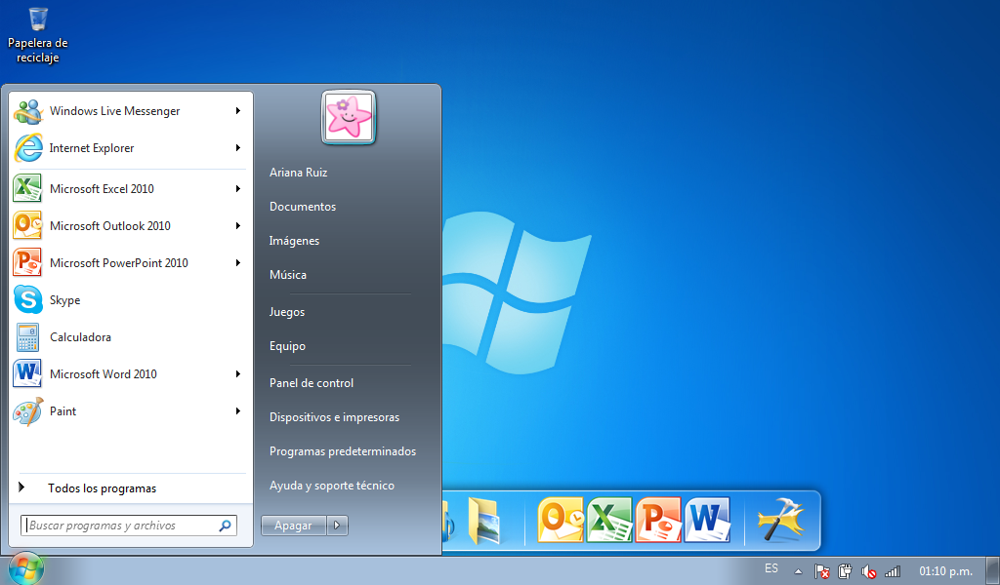 Papelera de
reciclaje
Windows Live Messenger
Internet Explorer
Microsoft Excel 2010
Microsoft Outlook 2010
Microsoft PowerPoint 2010
Skype
Calculadora
Microsoft Word 2010
Paint
Todos los programas
Buscar programas y archivos
Ariana Ruiz
Documentos
Imágenes
Música
Juegos
Equipo
Panel de control
Dispositivos e impresoras
Programas predeterminados
Ayuda y soporte técnico
Apagar
ES
01:10 p.m.